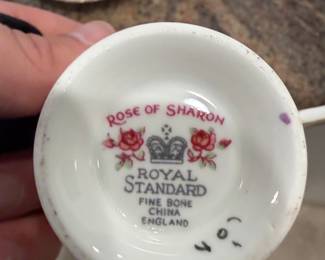 ROSE OF SHARON
ROYAL
STANDARD
FINE BONE
CHINA
ENGLAND